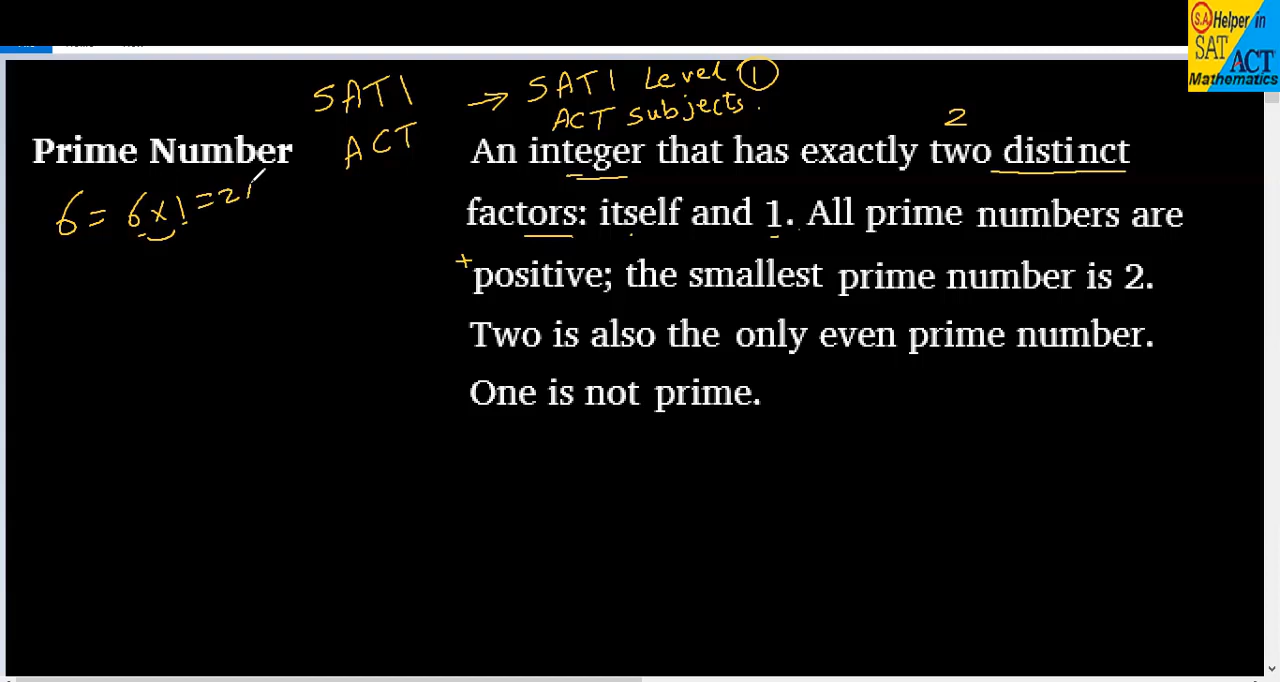 S.A Helper in
SAT
ACT
Mathematics
SAT1 → SAT1 Level 1
ACT ACT Subjects.
2
Prime Number An integer that has exactly two distinct
6 = 6 x 1 =
factors: itself and 1. All prime numbers are
+
positive; the smallest prime number is 2.
Two is also the only even prime number.
One is not prime.